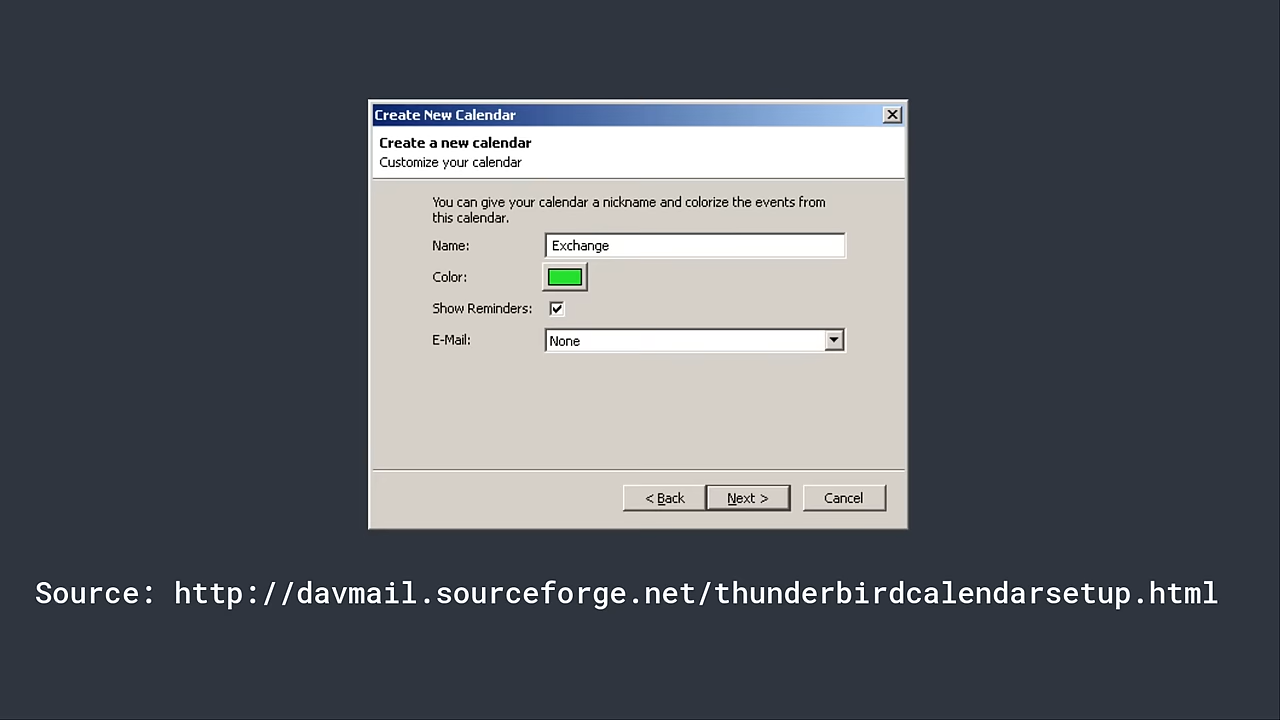 Create New Calendar
Create a new calendar
Customize your calendar
You can give your calendar a nickname and colorize the events from
this calendar.
Name: Exchange
Color:
Show Reminders:
E-Mail: None
< Back Next > Cancel
Source: http://davmail.sourceforge.net/thunderbirdcalendarsetup.html